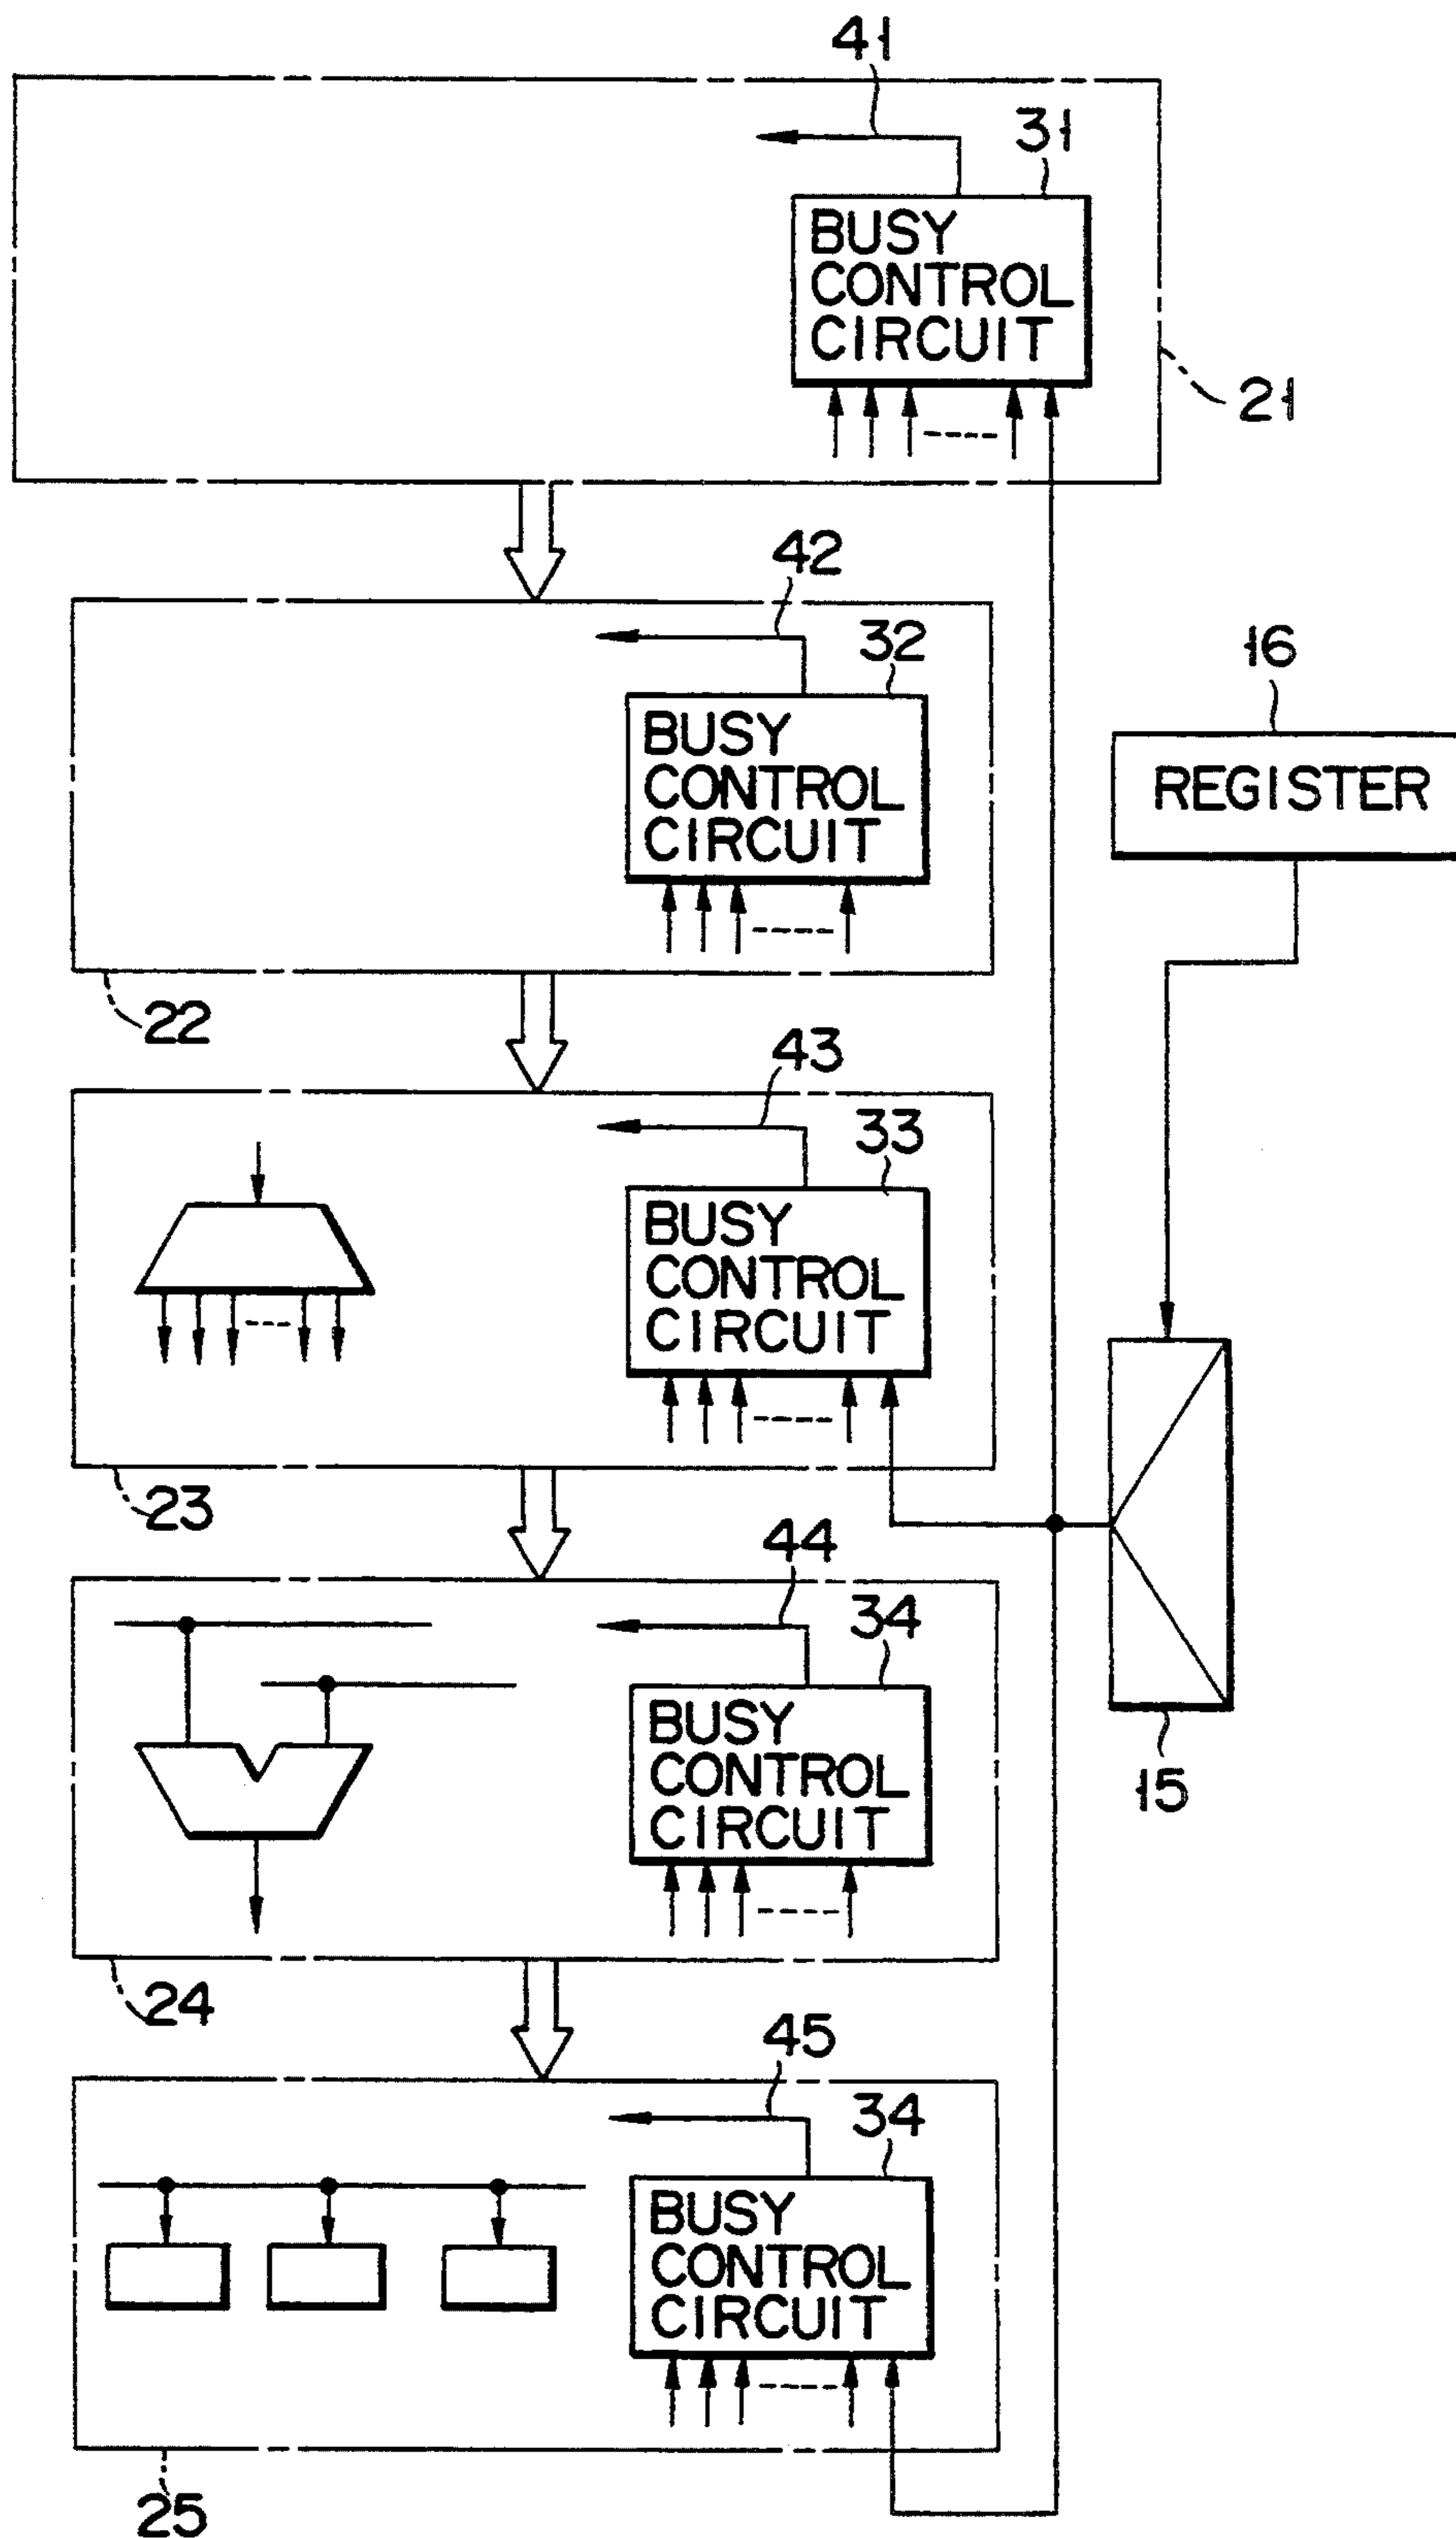 41
31
BUSY
CONTROL
CIRCUIT
21
42
32
BUSY
CONTROL
CIRCUIT
22
16
REGISTER
43
33
BUSY
CONTROL
CIRCUIT
23
44
34
BUSY
CONTROL
CIRCUIT
24
15
45
34
BUSY
CONTROL
CIRCUIT
25